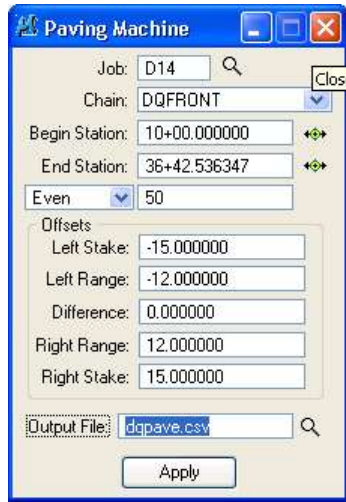 Paving Machine
Job: D14
Clos
Chain: DQFRONT
Begin Station: 10+00.000000
End Station: 36+42.536347
Even 50
Offsets
Left Stake: -15.000000
Left Range: -12.000000
Difference: 0.000000
Right Range: 12.000000
Right Stake: 15.000000
Output File: dqpave.csv
Apply